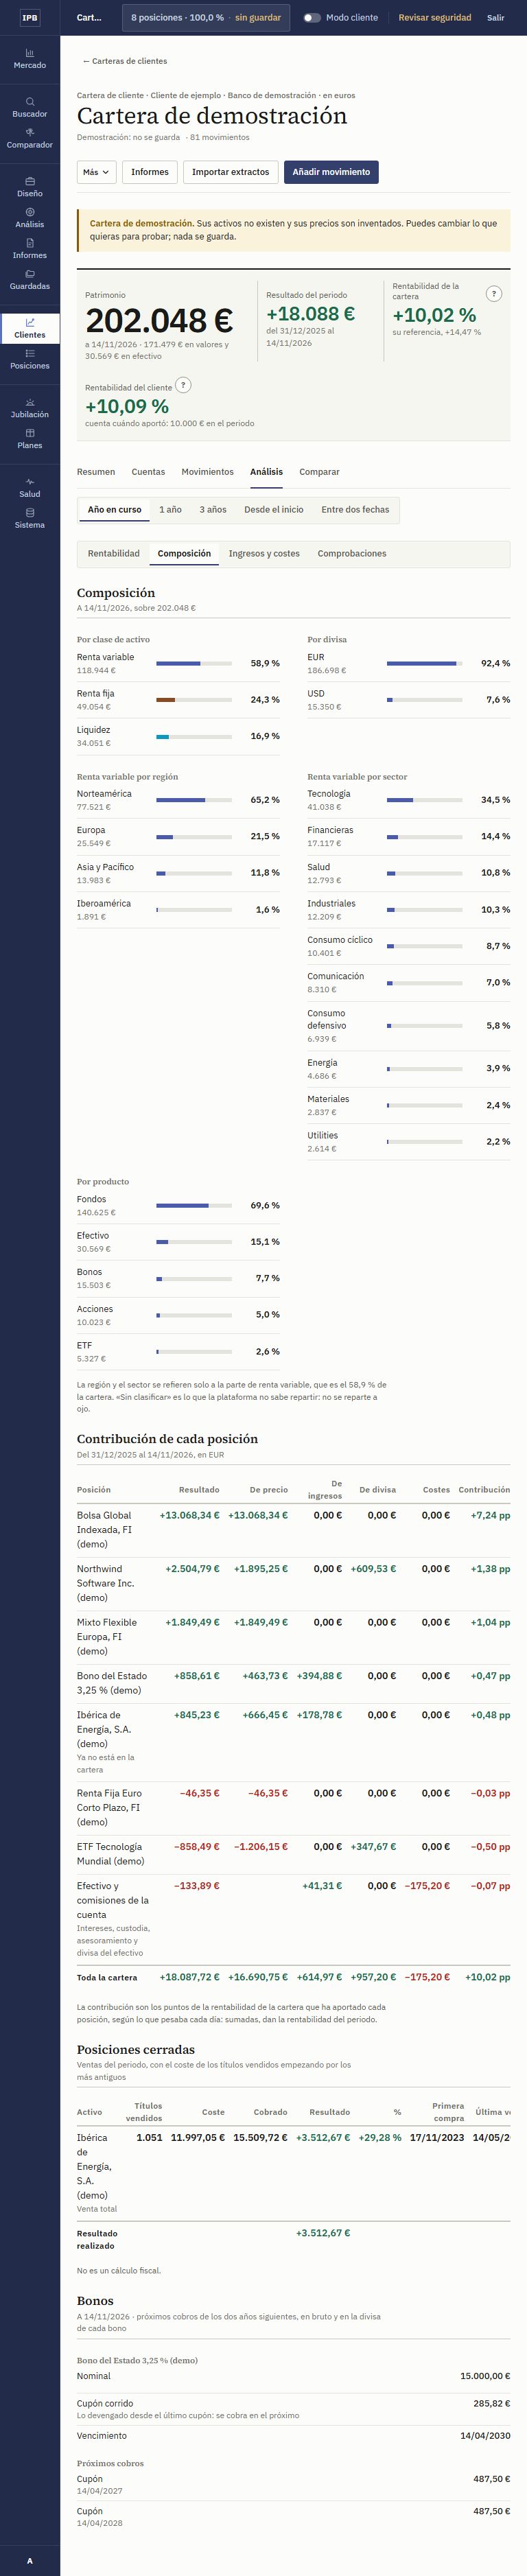 IPB
Cart...
8 posiciones · 100,0 % · sin guardar
Modo cliente
Revisar seguridad
Salir
Mercado
Buscador
Comparador
Diseño
Análisis
Informes
Guardadas
Clientes
Posiciones
Jubilación
Planes
Salud
Sistema
A
← Carteras de clientes
Cartera de cliente · Cliente de ejemplo · Banco de demostración · en euros
Cartera de demostración
Demostración: no se guarda · 81 movimientos
Más
Informes
Importar extractos
Añadir movimiento
Cartera de demostración. Sus activos no existen y sus precios son inventados. Puedes cambiar lo que
quieras para probar; nada se guarda.
Patrimonio
202.048 €
a 14/11/2026 · 171.479 € en valores y
30.569 € en efectivo
Resultado del periodo
+18.088 €
del 31/12/2025 al
14/11/2026
Rentabilidad de la
cartera
?
+10,02 %
su referencia, +14,47 %
Rentabilidad del cliente ?
+10,09 %
cuenta cuándo aportó: 10.000 € en el periodo
Resumen Cuentas Movimientos Análisis Comparar
Año en curso 1 año 3 años Desde el inicio Entre dos fechas
Rentabilidad Composición Ingresos y costes Comprobaciones
Composición
A 14/11/2026, sobre 202.048 €
Por clase de activo
Renta variable 58,9 %
118.944 €
Renta fija 24,3 %
49.054 €
Liquidez 16,9 %
34.051 €
Por divisa
EUR 92,4 %
186.698 €
USD 7,6 %
15.350 €
Renta variable por región
Norteamérica 65,2 %
77.521 €
Europa 21,5 %
25.549 €
Asia y Pacífico 11,8 %
13.983 €
Iberoamérica 1,6 %
1.891 €
Renta variable por sector
Tecnología 34,5 %
41.038 €
Financieras 14,4 %
17.117 €
Salud 10,8 %
12.793 €
Industriales 10,3 %
12.209 €
Consumo cíclico 8,7 %
10.401 €
Comunicación 7,0 %
8.310 €
Consumo
defensivo 5,8 %
6.939 €
Energía 3,9 %
4.686 €
Materiales 2,4 %
2.837 €
Utilities 2,2 %
2.614 €
Por producto
Fondos 69,6 %
140.625 €
Efectivo 15,1 %
30.569 €
Bonos 7,7 %
15.503 €
Acciones 5,0 %
10.023 €
ETF 2,6 %
5.327 €
La región y el sector se refieren solo a la parte de renta variable, que es el 58,9 % de
la cartera. «Sin clasificar» es lo que la plataforma no sabe repartir: no se reparte a
ojo.
Contribución de cada posición
Del 31/12/2025 al 14/11/2026, en EUR
Posición Resultado De precio De ingresos De divisa Costes Contribución
Bolsa Global +13.068,34 € +13.068,34 € 0,00 € 0,00 € 0,00 € +7,24 pp
Indexada, FI
(demo)
Northwind +2.504,79 € +1.895,25 € 0,00 € +609,53 € 0,00 € +1,38 pp
Software Inc.
(demo)
Mixto Flexible +1.849,49 € +1.849,49 € 0,00 € 0,00 € 0,00 € +1,04 pp
Europa, FI
(demo)
Bono del Estado +858,61 € +463,73 € +394,88 € 0,00 € 0,00 € +0,47 pp
3,25 % (demo)
Ibérica de +845,23 € +666,45 € +178,78 € 0,00 € 0,00 € +0,48 pp
Energía, S.A.
(demo)
Ya no está en la
cartera
Renta Fija Euro −46,35 € −46,35 € 0,00 € 0,00 € 0,00 € −0,03 pp
Corto Plazo, FI
(demo)
ETF Tecnología −858,49 € −1.206,15 € 0,00 € +347,67 € 0,00 € −0,50 pp
Mundial (demo)
Efectivo y −133,89 € +41,31 € 0,00 € −175,20 € −0,07 pp
comisiones de la
cuenta
Intereses, custodia,
asesoramiento y
divisa del efectivo
Toda la cartera +18.087,72 € +16.690,75 € +614,97 € +957,20 € −175,20 € +10,02 pp
La contribución son los puntos de la rentabilidad de la cartera que ha aportado cada
posición, según lo que pesaba cada día: sumadas, dan la rentabilidad del periodo.
Posiciones cerradas
Ventas del periodo, con el coste de los títulos vendidos empezando por los
más antiguos
Activo Títulos vendidos Coste Cobrado Resultado % Primera compra Última v
Ibérica 1.051 11.997,05 € 15.509,72 € +3.512,67 € +29,28 % 17/11/2023 14/05/2
de
Energía,
S.A.
(demo)
Venta total
Resultado +3.512,67 €
realizado
No es un cálculo fiscal.
Bonos
A 14/11/2026 · próximos cobros de los dos años siguientes, en bruto y en la divisa
de cada bono
Bono del Estado 3,25 % (demo)
Nominal 15.000,00 €
Cupón corrido 285,82 €
Lo devengado desde el último cupón: se cobra en el próximo
Vencimiento 14/04/2030
Próximos cobros
Cupón 487,50 €
14/04/2027
Cupón 487,50 €
14/04/2028